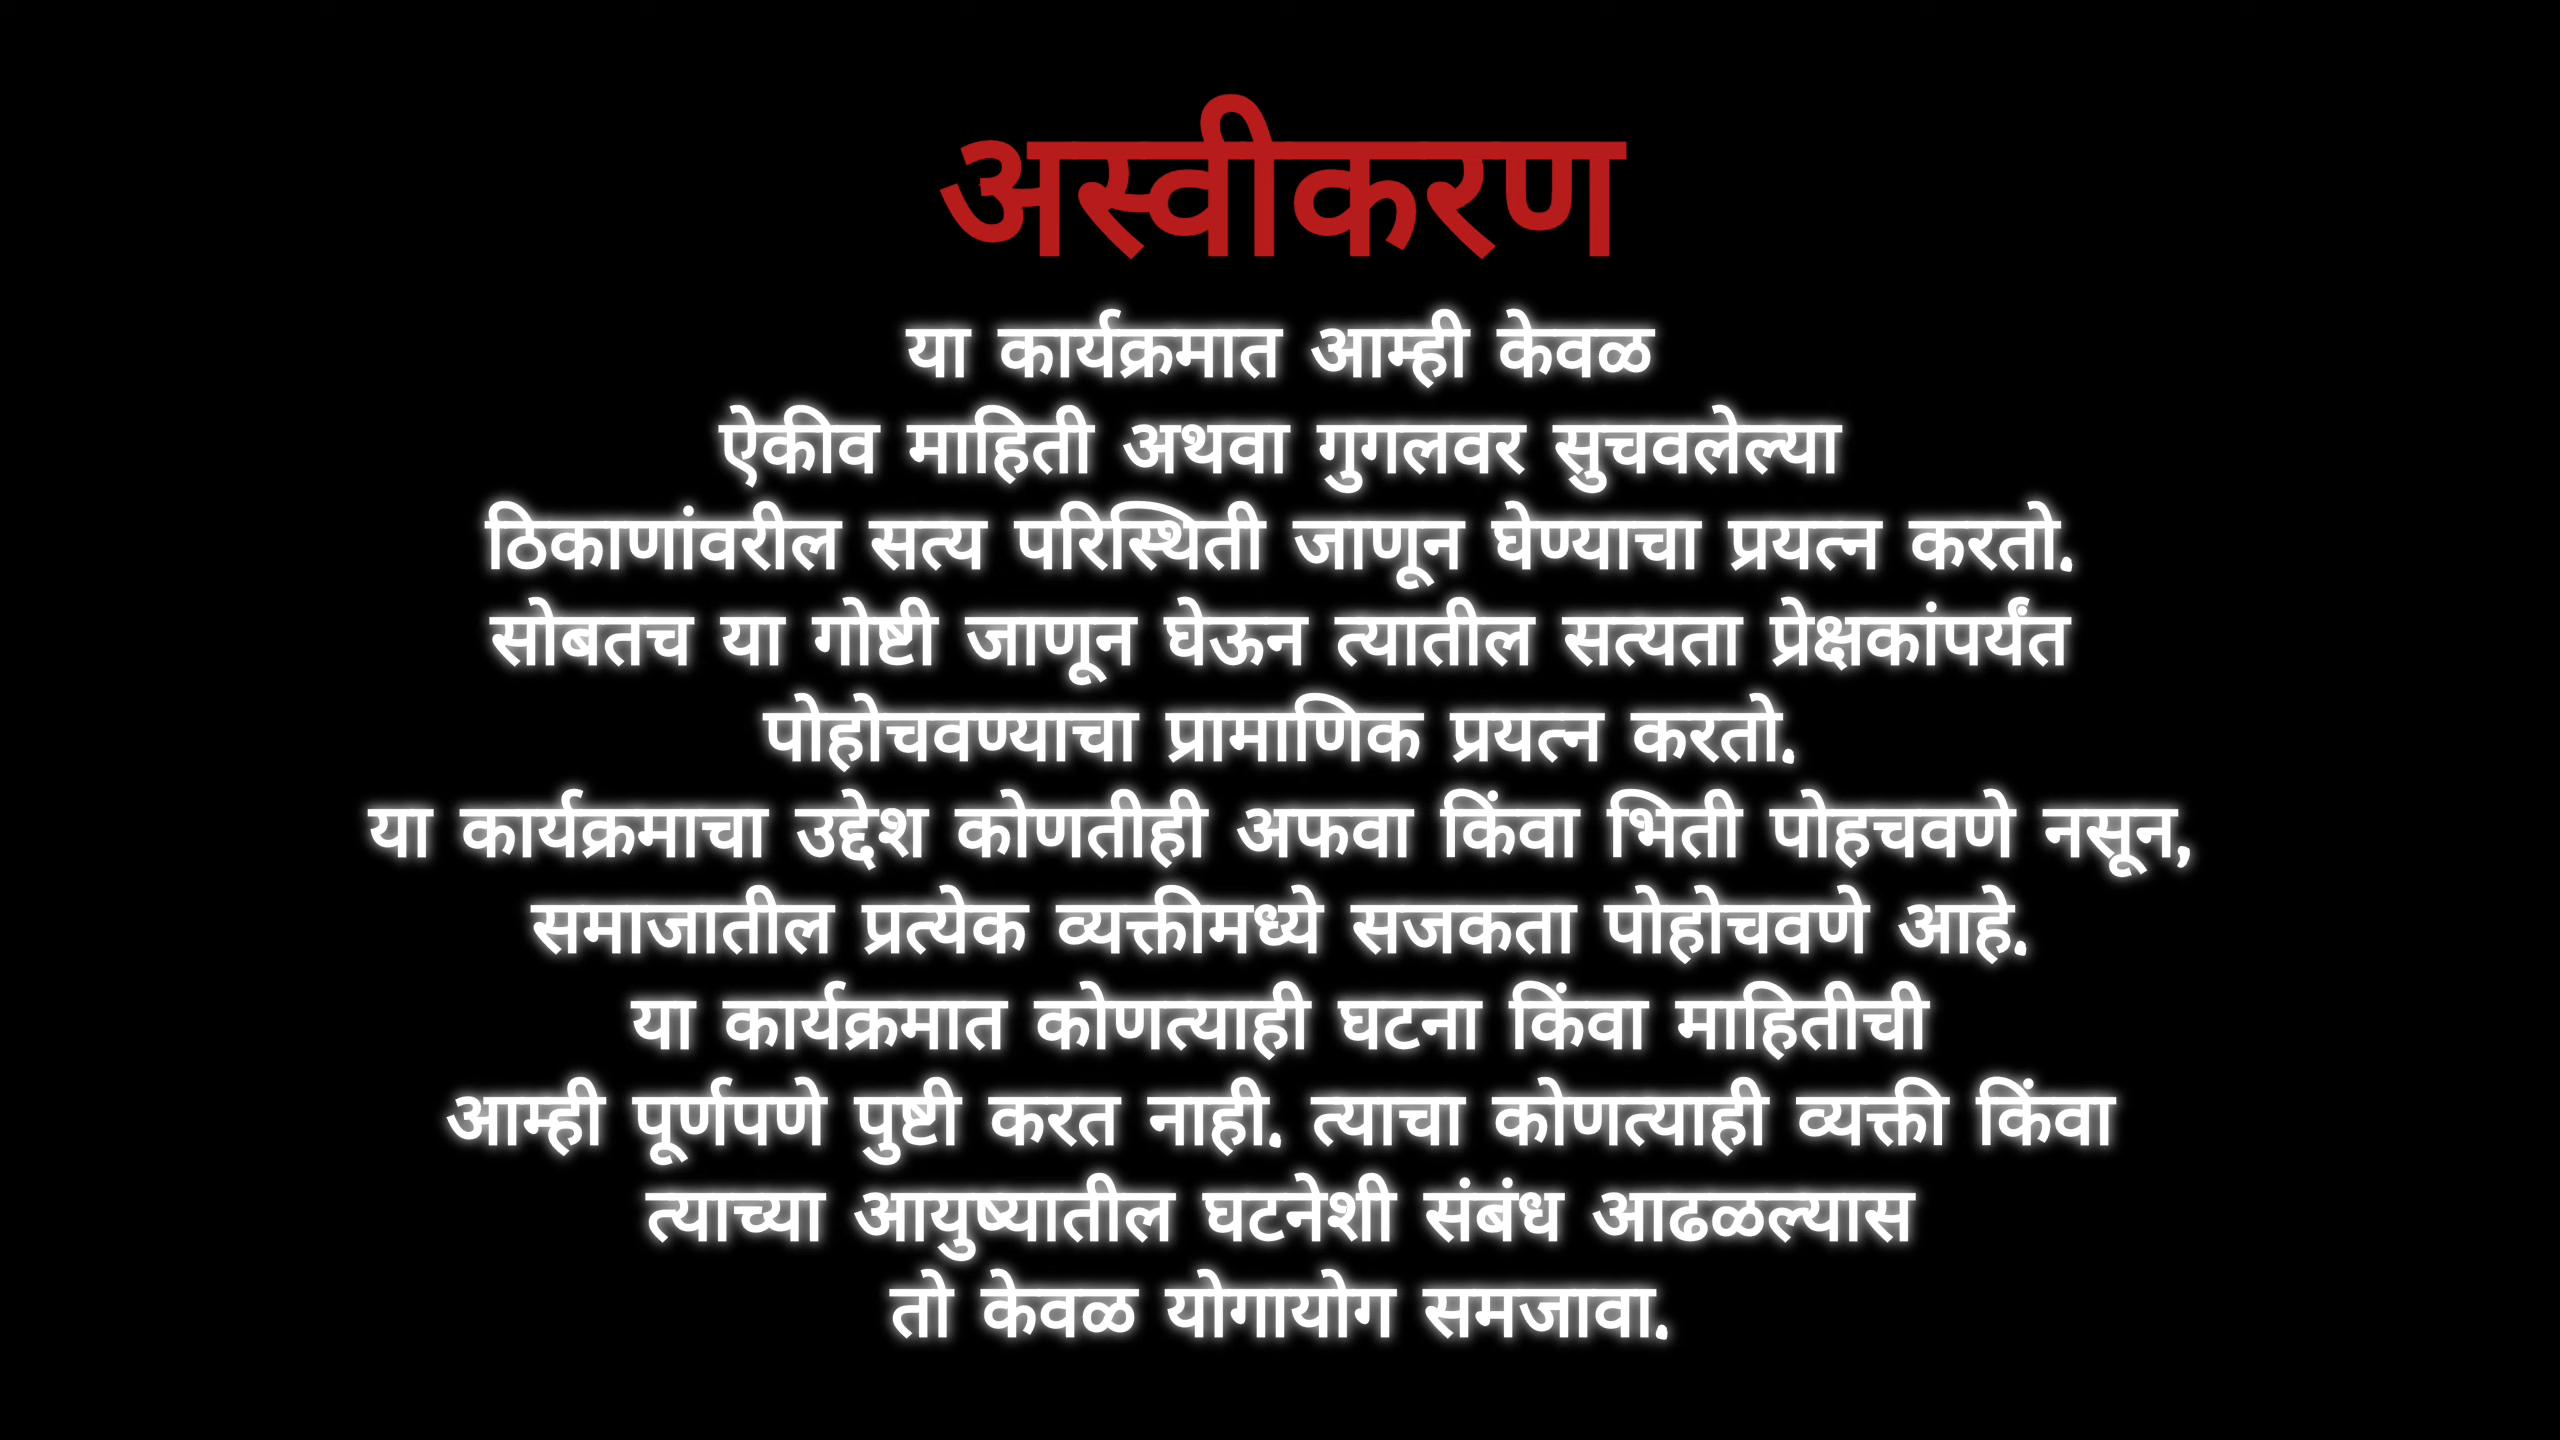 अस्वीकरण
या कार्यक्रमात आम्ही केवळ
ऐकीव माहिती अथवा गुगलवर सुचवलेल्या
ठिकाणांवरील सत्य परिस्थिती जाणून घेण्याचा प्रयत्न करतो.
सोबतच या गोष्टी जाणून घेऊन त्यातील सत्यता प्रेक्षकांपर्यंत
पोहोचवण्याचा प्रामाणिक प्रयत्न करतो.
या कार्यक्रमाचा उद्देश कोणतीही अफवा किंवा भिती पोहचवणे नसून,
समाजातील प्रत्येक व्यक्तीमध्ये सजकता पोहोचवणे आहे.
या कार्यक्रमात कोणत्याही घटना किंवा माहितीची
आम्ही पूर्णपणे पुष्टी करत नाही. त्याचा कोणत्याही व्यक्ती किंवा
त्याच्या आयुष्यातील घटनेशी संबंध आढळल्यास
तो केवळ योगायोग समजावा.